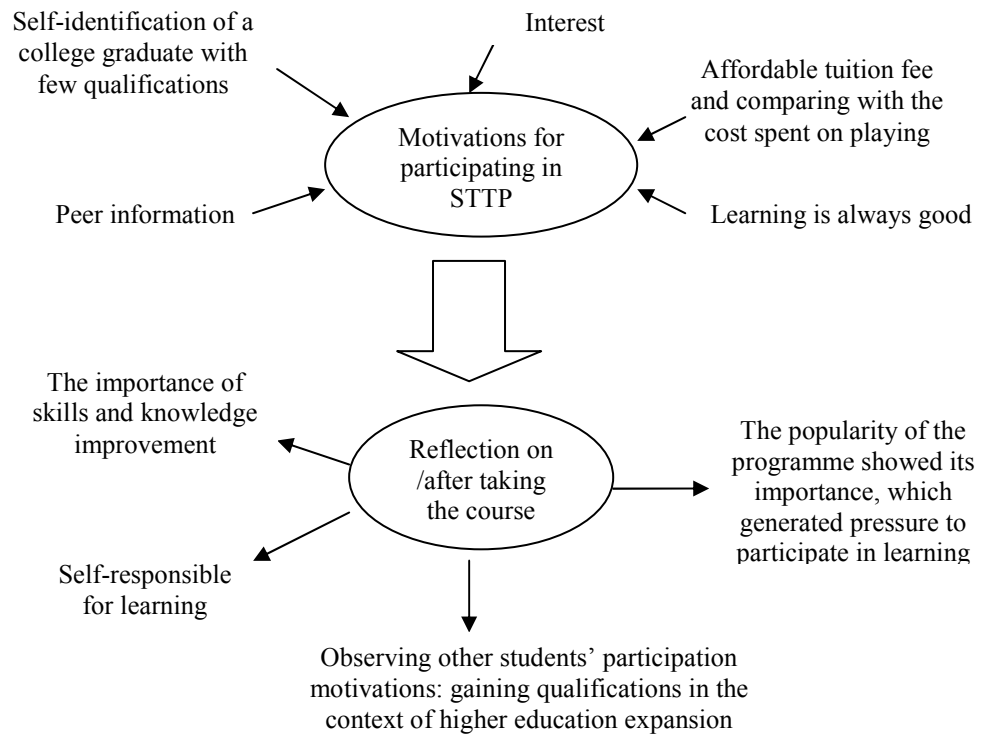 Self-identification of a
college graduate with
few qualifications
Interest
Affordable tuition fee
and comparing with the
cost spent on playing
Motivations for
participating in
STTP
Peer information
Learning is always good
The importance of
skills and knowledge
improvement
Reflection on
/after taking
the course
The popularity of the
programme showed its
importance, which
generated pressure to
participate in learning
Self-responsible
for learning
Observing other students’ participation
motivations: gaining qualifications in the
context of higher education expansion